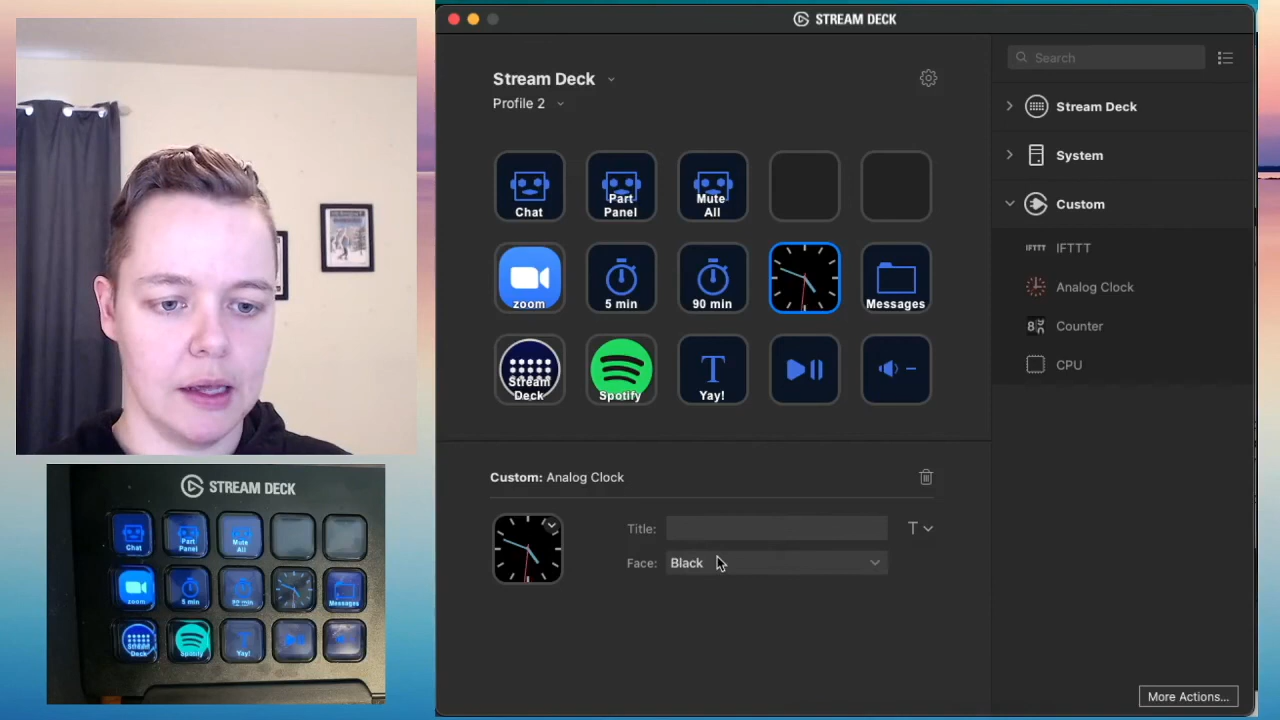 STREAM DECK
Stream Deck
Profile 2
Search
Stream Deck
System
Custom
IFTTT IFTTT
Analog Clock
Counter
CPU
Chat
Part
Panel
Mute
All
zoom
5 min
90 min
Messages
Stream
Deck
Spotify
T
Yay!
Custom: Analog Clock
Title:
T
Face:
Black
More Actions...
STREAM DECK
Chat
Part
Panel
Mute
All
zoom
5 min
Messages
Stream
Deck
Spotify
Yay!